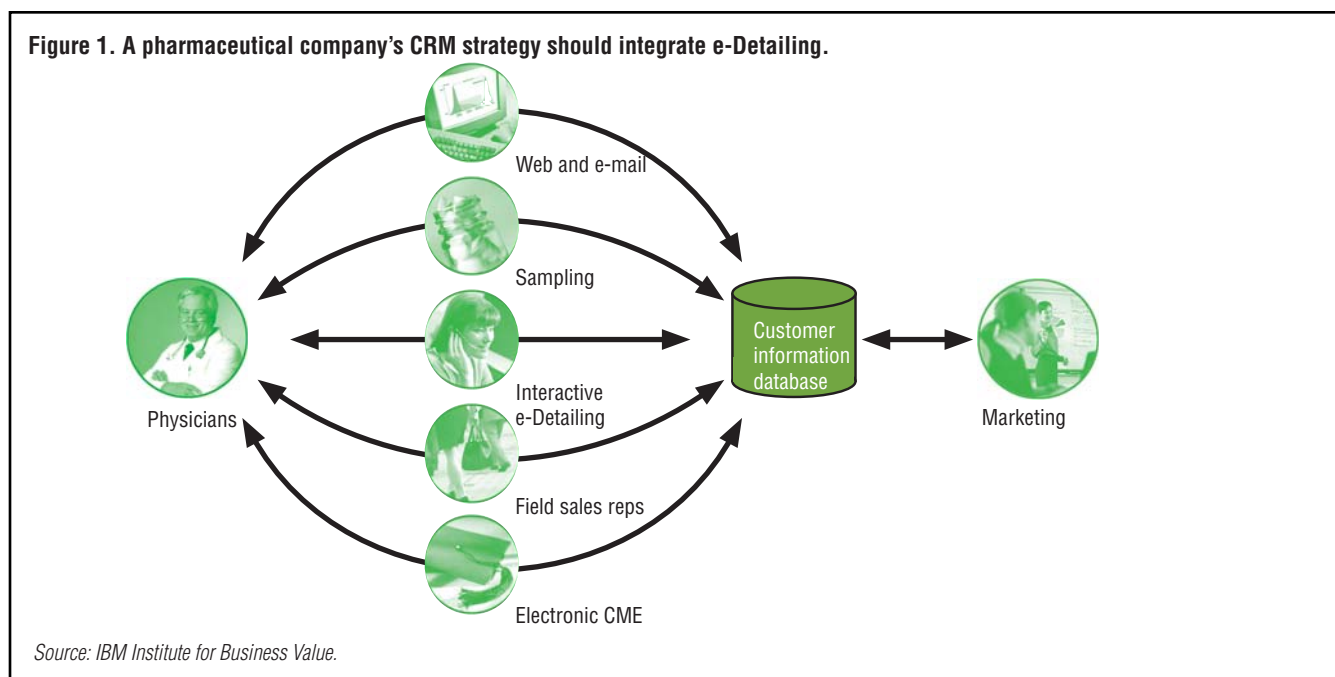 Figure 1. A pharmaceutical company’s CRM strategy should integrate e-Detailing.
Web and e-mail
Sampling
Interactive
e-Detailing
Physicians
Customer
information
database
Marketing
Field sales reps
Electronic CME
Source: IBM Institute for Business Value.